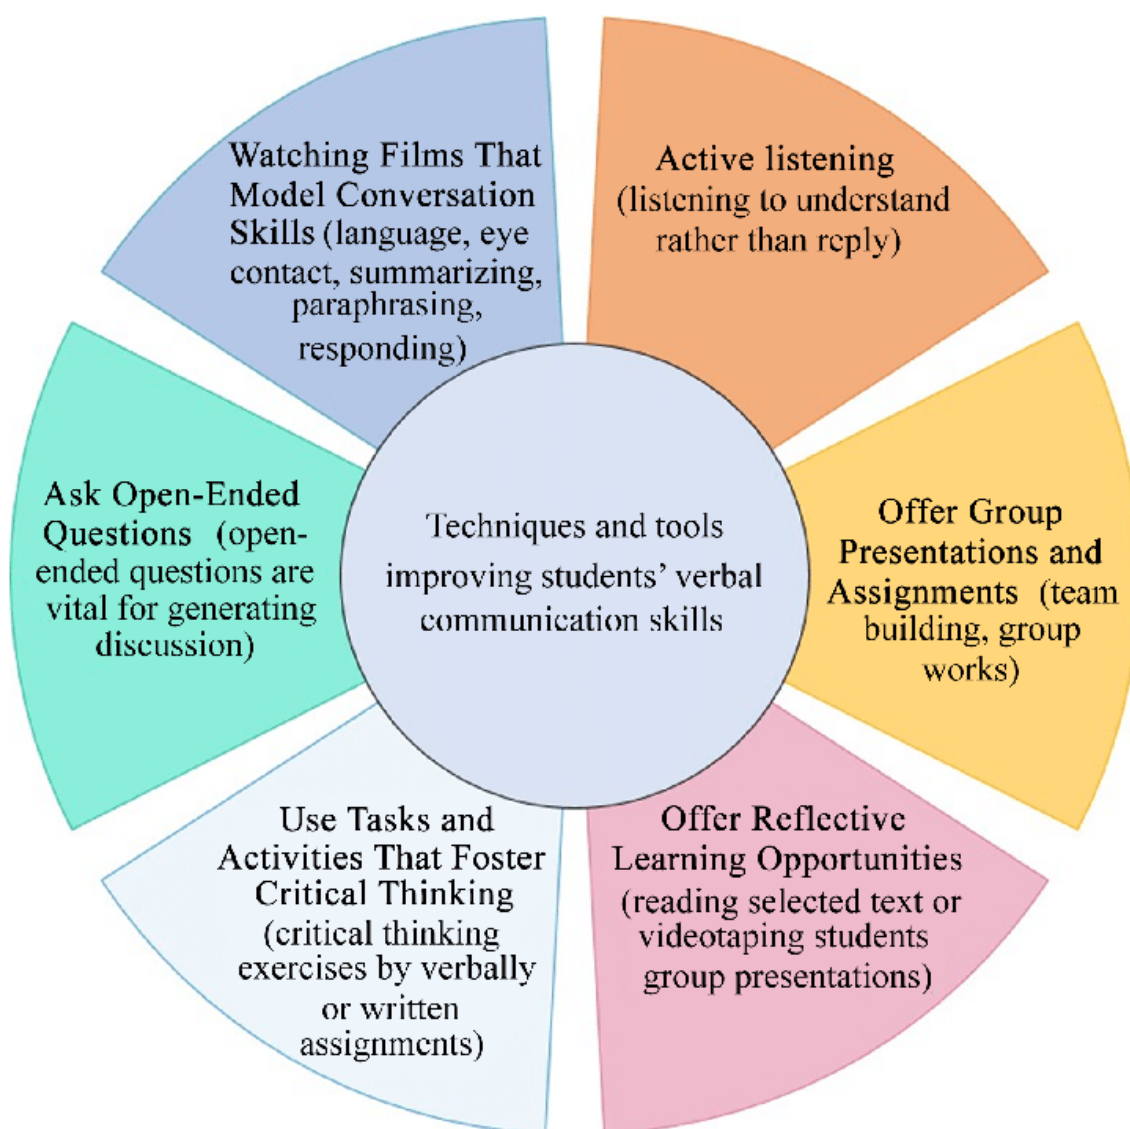 Watching Films That
Model Conversation
Skills (language, eye
contact, summarizing,
paraphrasing,
responding)
Active listening
(listening to understand
rather than reply)
Offer Group
Presentations and
Assignments (team
building, group
works)
Offer Reflective
Learning Opportunities
(reading selected text or
videotaping students
group presentations)
Use Tasks and
Activities That Foster
Critical Thinking
(critical thinking
exercises by verbally
or written
assignments)
Ask Open-Ended
Questions (open-
ended questions are
vital for generating
discussion)
Techniques and tools
improving students’ verbal
communication skills